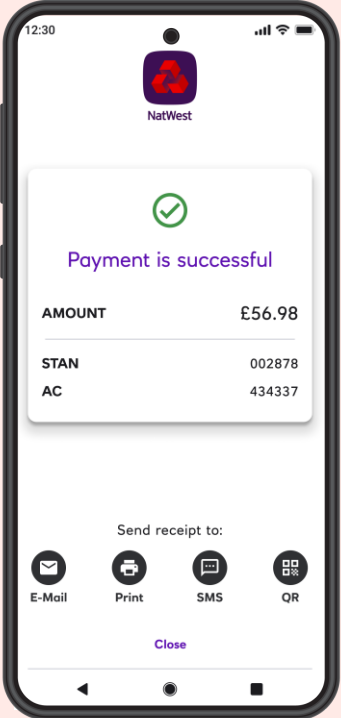 12:30
NatWest
Payment is successful
AMOUNT £56.98
STAN 002878
AC 434337
Send receipt to:
E-Mail Print SMS QR
Close